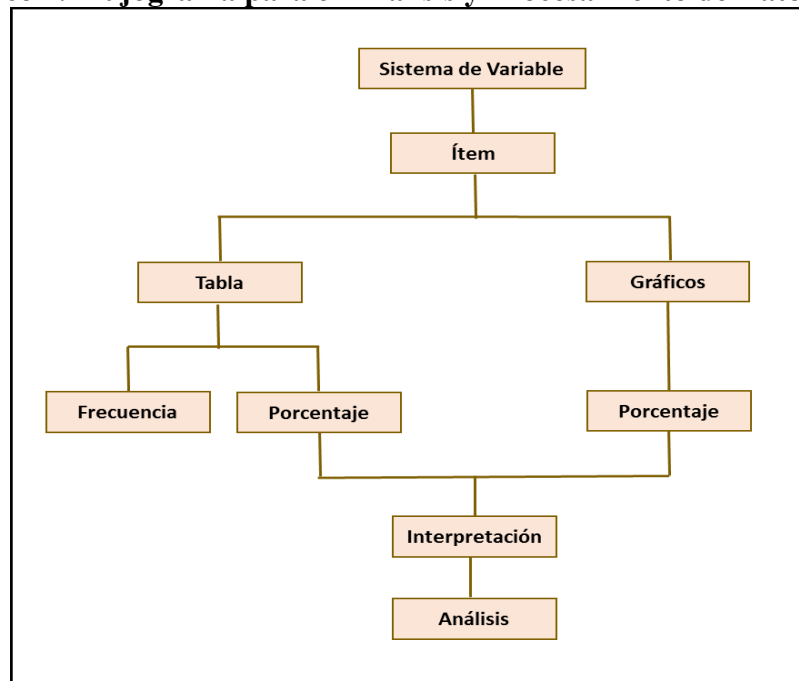 Sistema de Variable
Ítem
Tabla
Gráficos
Frecuencia
Porcentaje
Porcentaje
Interpretación
Análisis